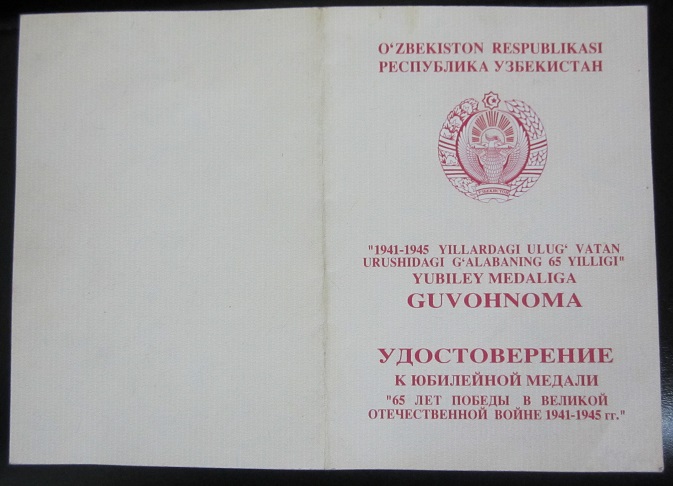 O‘ZBEKISTON RESPUBLIKASI
РЕСПУБЛИКА УЗБЕКИСТАН
"1941-1945 YILLARDAGI ULUG‘ VATAN
URUSHIDAGI G‘ALABANING 65 YILLIGI"
YUBILEY MEDALIGA
GUVOHNOMA
УДОСТОВЕРЕНИЕ
К ЮБИЛЕЙНОЙ МЕДАЛИ
"65 ЛЕТ ПОБЕДЫ В ВЕЛИКОЙ
ОТЕЧЕСТВЕННОЙ ВОЙНЕ 1941-1945 гг."